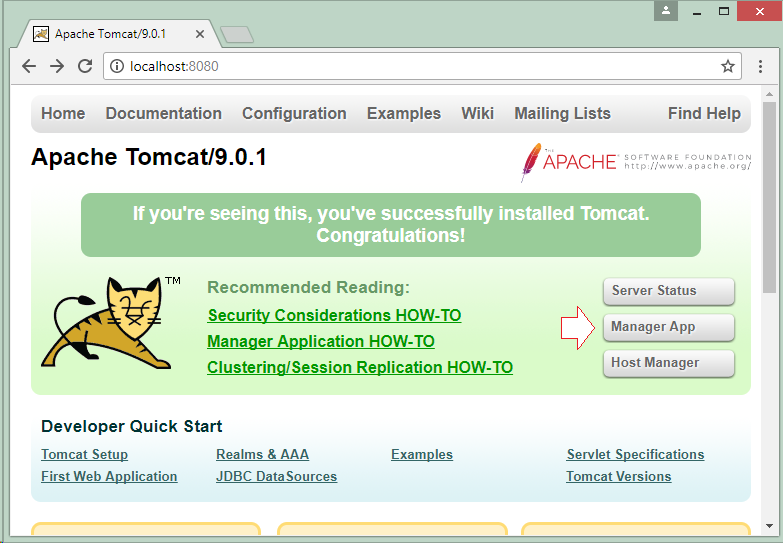 Apache Tomcat/9.0.1
localhost:8080
Home Documentation Configuration Examples Wiki Mailing Lists Find Help
Apache Tomcat/9.0.1
THE APACHE® SOFTWARE FOUNDATION
http://www.apache.org/
If you're seeing this, you've successfully installed Tomcat.
Congratulations!
TM
Recommended Reading:
Security Considerations HOW-TO
Manager Application HOW-TO
Clustering/Session Replication HOW-TO
Server Status
Manager App
Host Manager
Developer Quick Start
Tomcat Setup Realms & AAA Examples Servlet Specifications
First Web Application JDBC DataSources Tomcat Versions